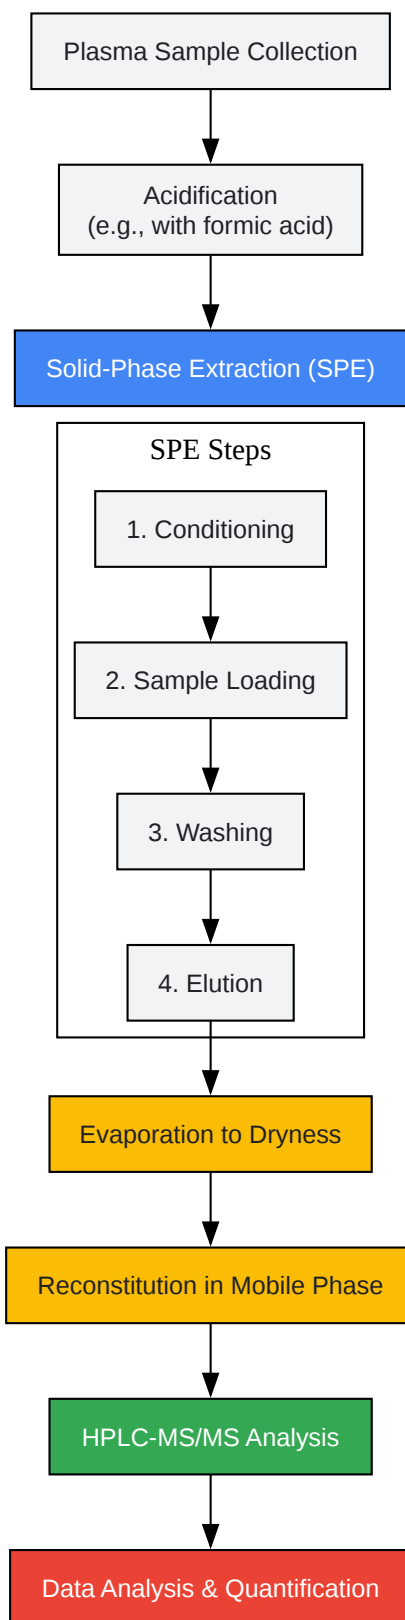 Plasma Sample Collection
Acidification
(e.g., with formic acid)
Solid-Phase Extraction (SPE)
SPE Steps
1. Conditioning
2. Sample Loading
3. Washing
4. Elution
Evaporation to Dryness
Reconstitution in Mobile Phase
HPLC-MS/MS Analysis
Data Analysis & Quantification